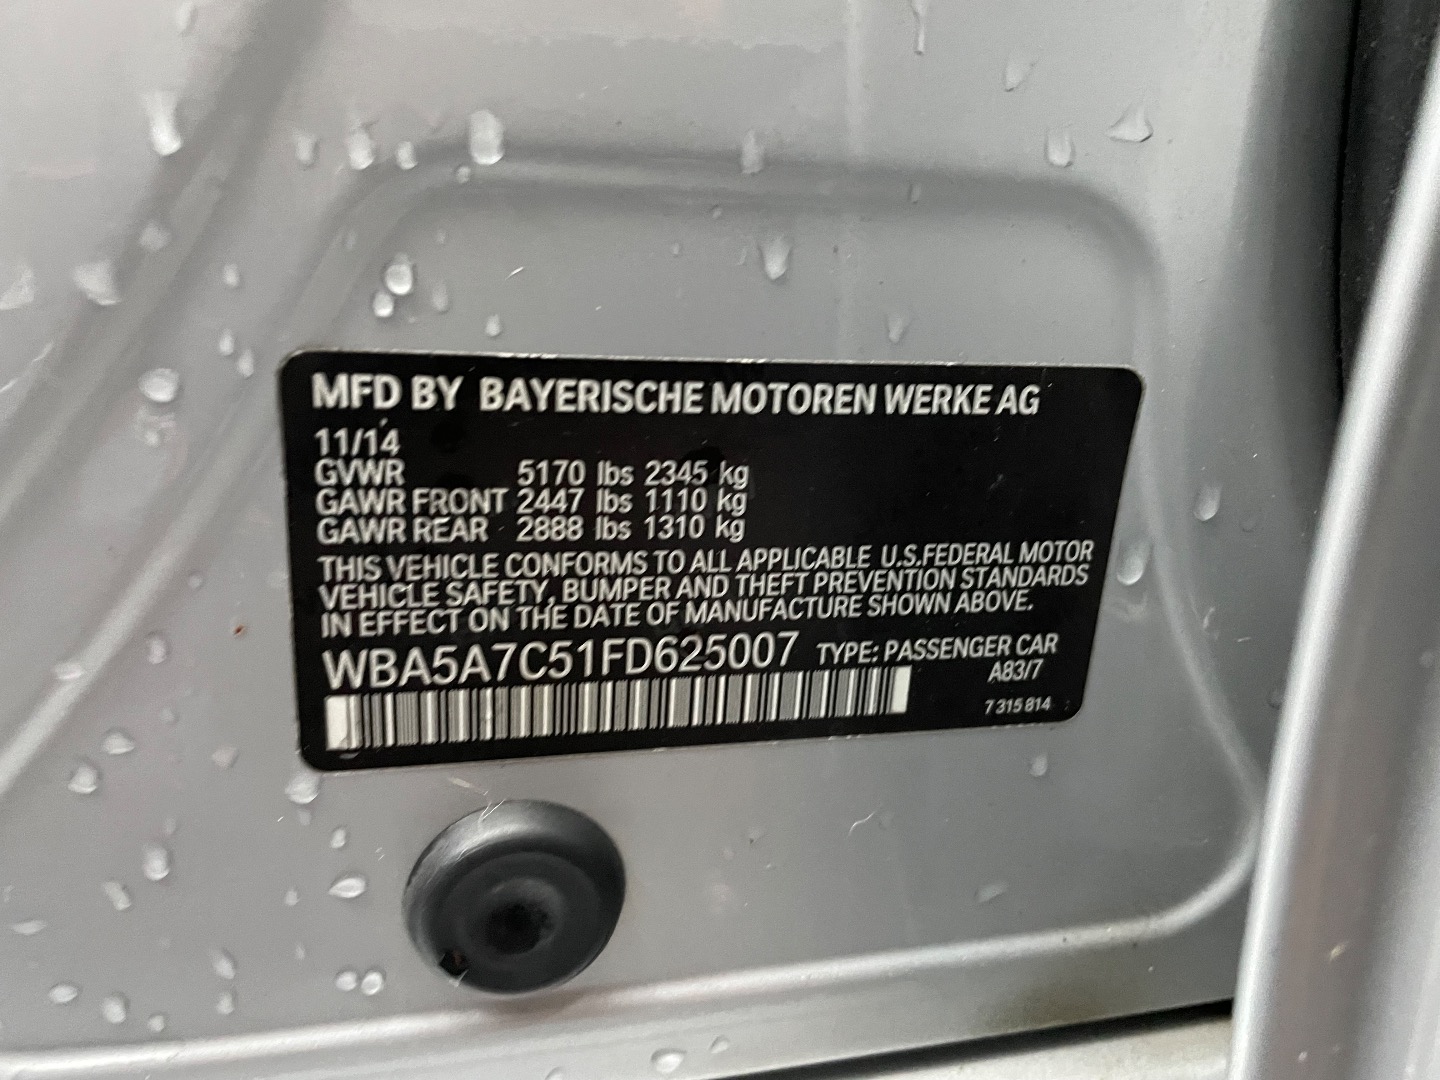 MFD BY BAYERISCHE MOTOREN WERKE AG
11/14
GVWR 5170 lbs 2345 kg
GAWR FRONT 2447 lbs 1110 kg
GAWR REAR 2888 lbs 1310 kg
THIS VEHICLE CONFORMS TO ALL APPLICABLE U.S.FEDERAL MOTOR
VEHICLE SAFETY, BUMPER AND THEFT PREVENTION STANDARDS
IN EFFECT ON THE DATE OF MANUFACTURE SHOWN ABOVE.
WBA5A7C51FD625007 TYPE: PASSENGER CAR
A83/7
7 315 814